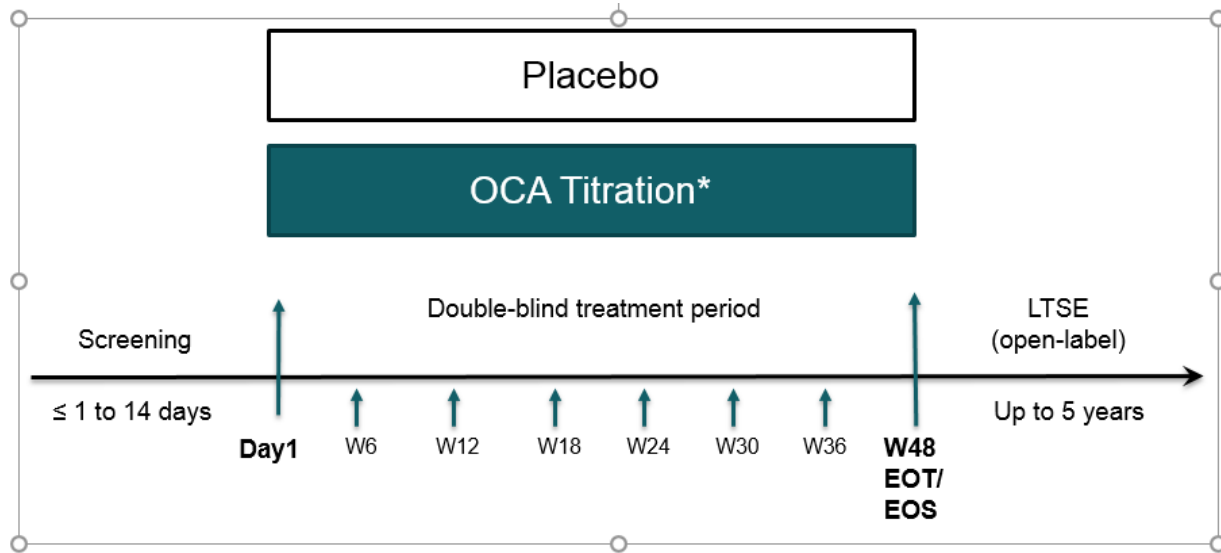 Placebo
OCA Titration*
Double-blind treatment period
LTSE
(open-label)
Screening
≤ 1 to 14 days
Up to 5 years
Day1
W6
W12
W18
W24
W30
W36
W48
EOT/
EOS